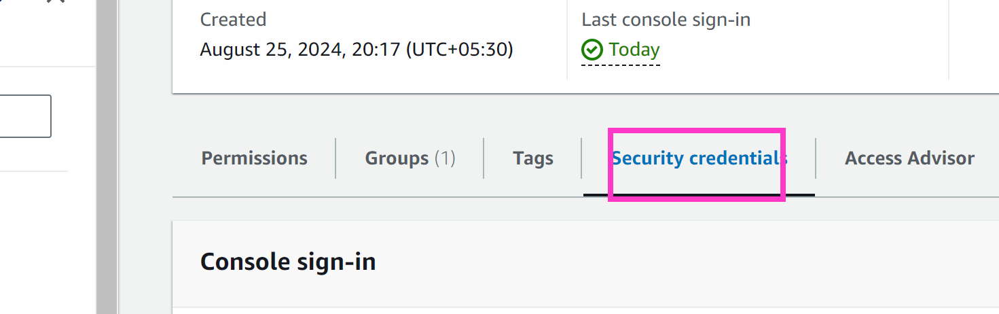 Created
Last console sign-in
August 25, 2024, 20:17 (UTC+05:30)
Today
Permissions
Groups (1)
Tags
Security credentials
Access Advisor
Console sign-in